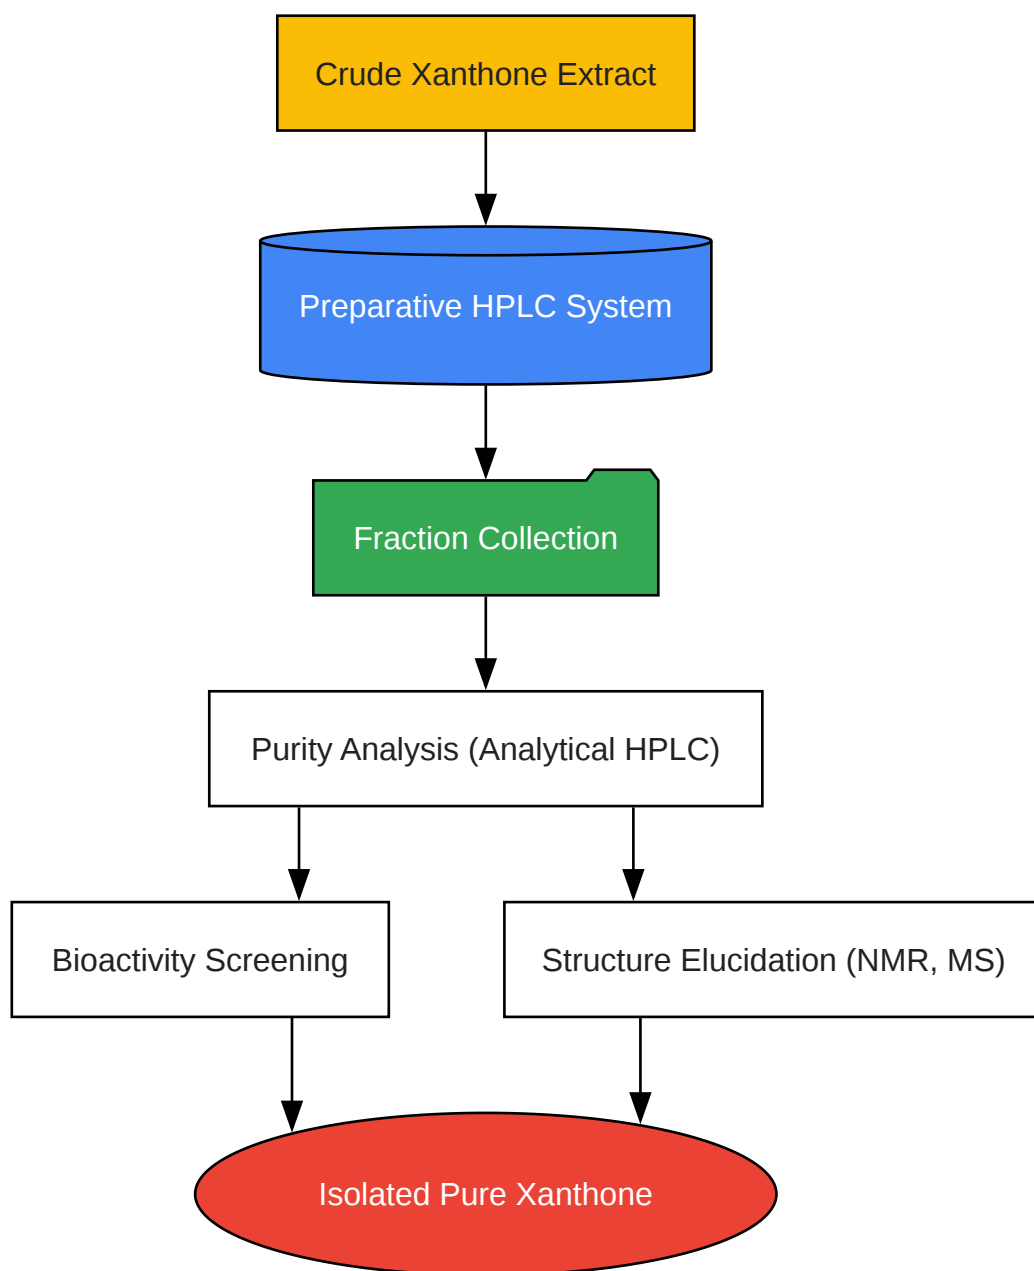 Crude Xanthone Extract
Preparative HPLC System
Fraction Collection
Purity Analysis (Analytical HPLC)
Bioactivity Screening
Structure Elucidation (NMR, MS)
Isolated Pure Xanthone